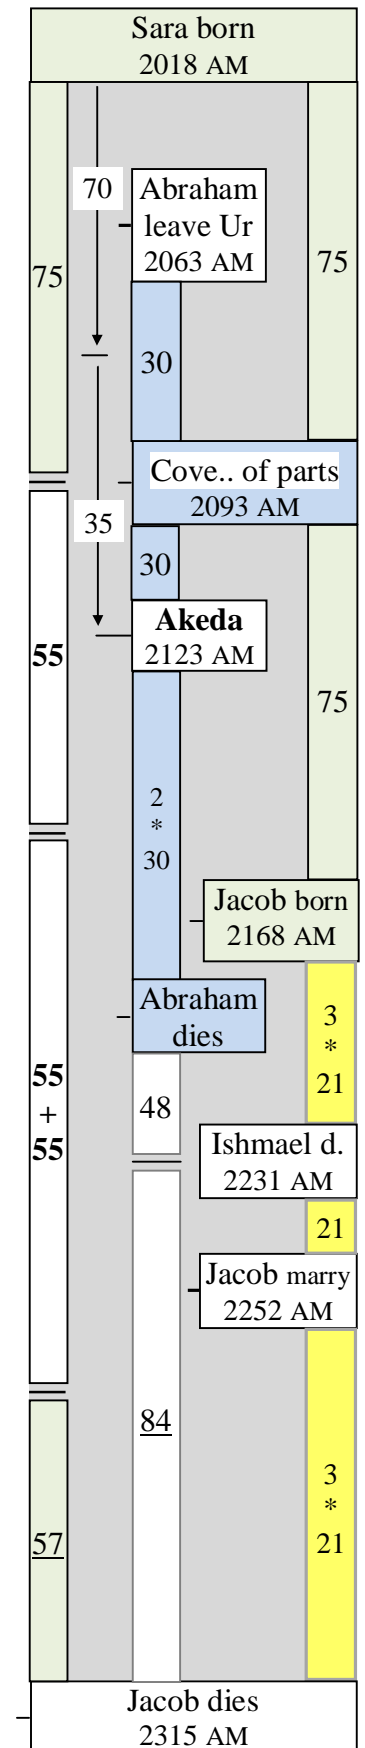 Sara born
2018 AM
70
Abraham
leave Ur
2063 AM
75
75
30
Cove.. of parts
2093 AM
35
30
Akeda
2123 AM
55
75
2
*
30
Jacob born
2168 AM
Abraham
dies
3
*
21
55
+
55
48
Ishmael d.
2231 AM
21
Jacob marry
2252 AM
84
3
*
21
57
Jacob dies
2315 AM